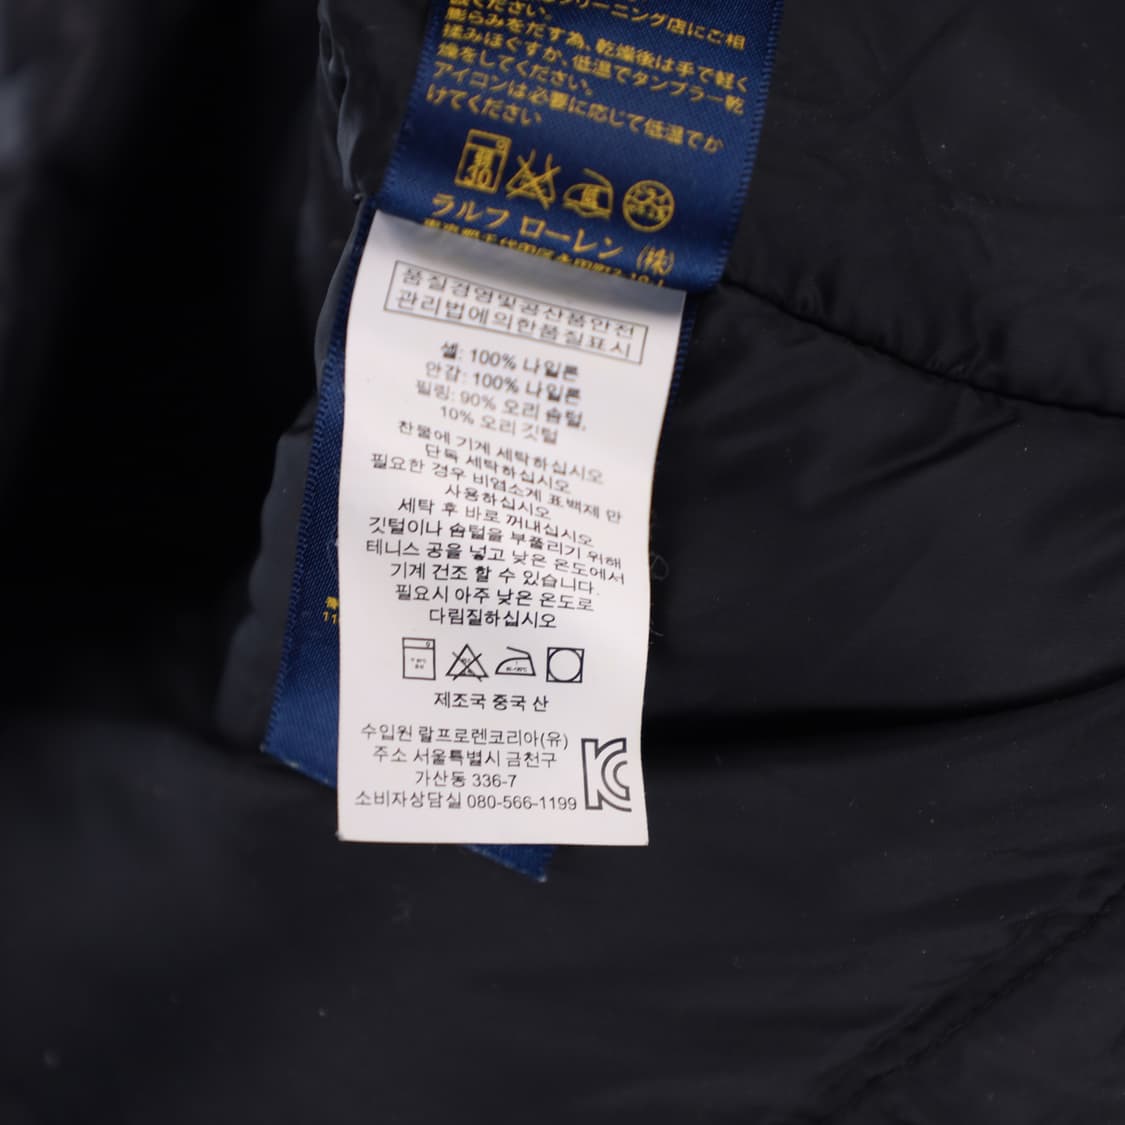 クリーニング店にご相
談ください。
膨らみをだす為、乾燥後は手で軽く
揉みほぐすか、低温でタンブラー乾
燥をしてください。
アイロンは必要に応じて低温でか
けてください
30
ラルフ ローレン (株)
품질경영및공산품안전
관리법에의한품질표시
셸: 100% 나일론
안감: 100% 나일론
필링: 90% 오리 솜털,
10% 오리 깃털
찬물에 기계 세탁하십시오
단독 세탁하십시오
필요한 경우 비염소계 표백제 만
사용하십시오.
세탁 후 바로 꺼내십시오
깃털이나 솜털을 부풀리기 위해
테니스 공을 넣고 낮은 온도에서
기계 건조 할 수 있습니다.
필요시 아주 낮은 온도로
다림질하십시오
제조국 중국 산
수입원 랄프로렌코리아(유)
주소 서울특별시 금천구
가산동 336-7
소비자상담실 080-566-1199